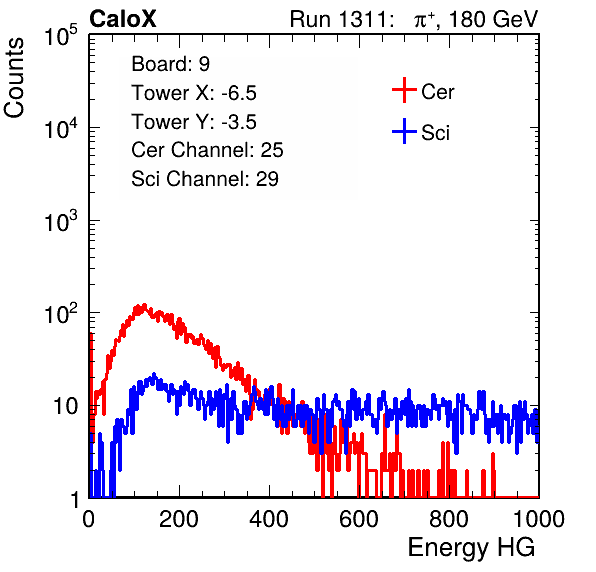 CaloX Run 1311: π⁺, 180 GeV
Counts
10⁵
10⁴
10³
10²
10
1
Board: 9
Tower X: -6.5
Tower Y: -3.5
Cer Channel: 25
Sci Channel: 29
Cer
Sci
0 200 400 600 800 1000
Energy HG